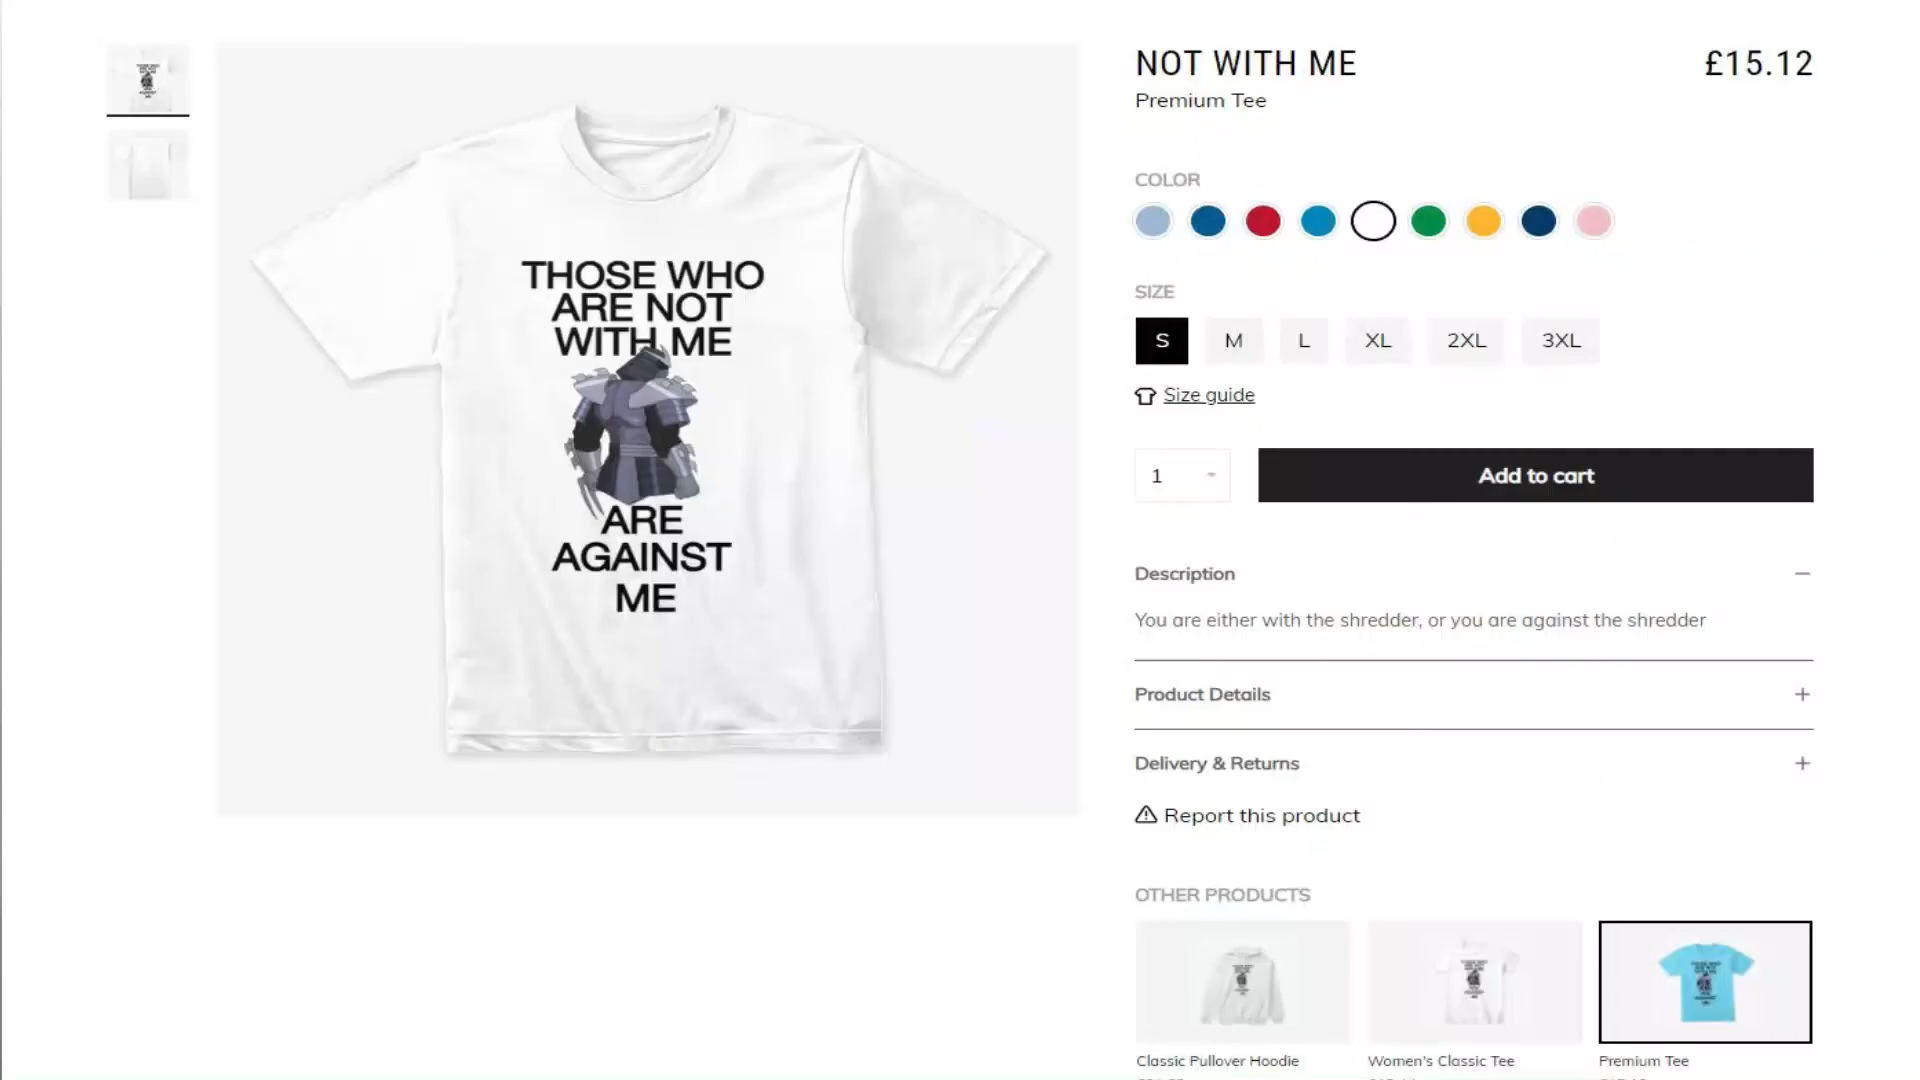 NOT WITH ME
£15.12
Premium Tee
THOSE WHO
ARE NOT
WITH ME
ARE
AGAINST
ME
COLOR
SIZE
S M L XL 2XL 3XL
Size guide
1
Add to cart
Description
You are either with the shredder, or you are against the shredder
Product Details
Delivery & Returns
Report this product
OTHER PRODUCTS
Classic Pullover Hoodie
Women's Classic Tee
Premium Tee